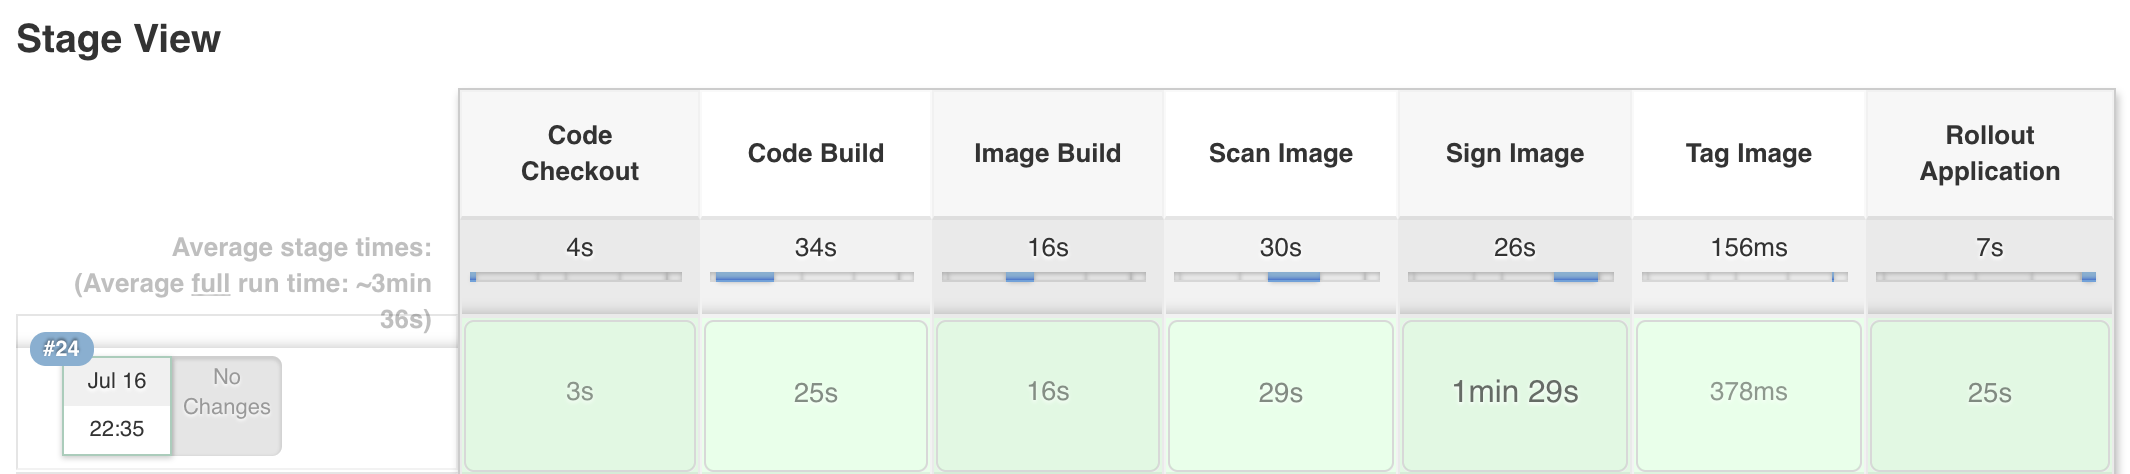 Stage View
Code
Checkout
Code Build
Image Build
Scan Image
Sign Image
Tag Image
Rollout
Application
Average stage times:
(Average full run time: ~3min
36s)
4s
34s
16s
30s
26s
156ms
7s
#24
Jul 16
22:35
No
Changes
3s
25s
16s
29s
1min 29s
378ms
25s